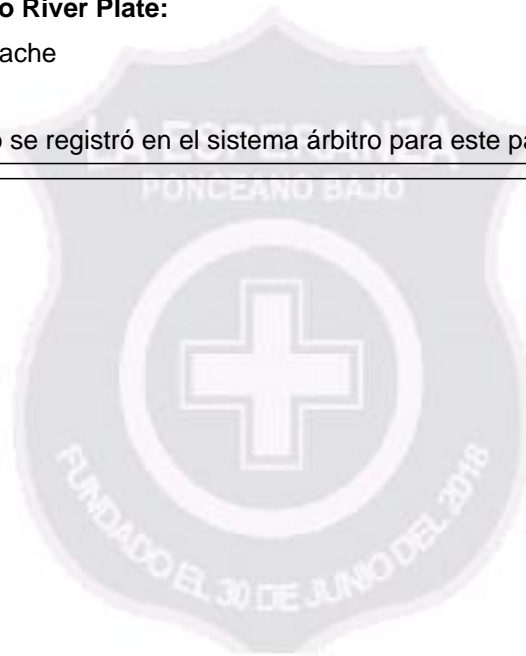 o River Plate:
ache
o se registró en el sistema árbitro para este pa
LA ESPERANZA
PONCEANO BAJO
FUNDADO EL 30 DE JUNIO DEL 2018